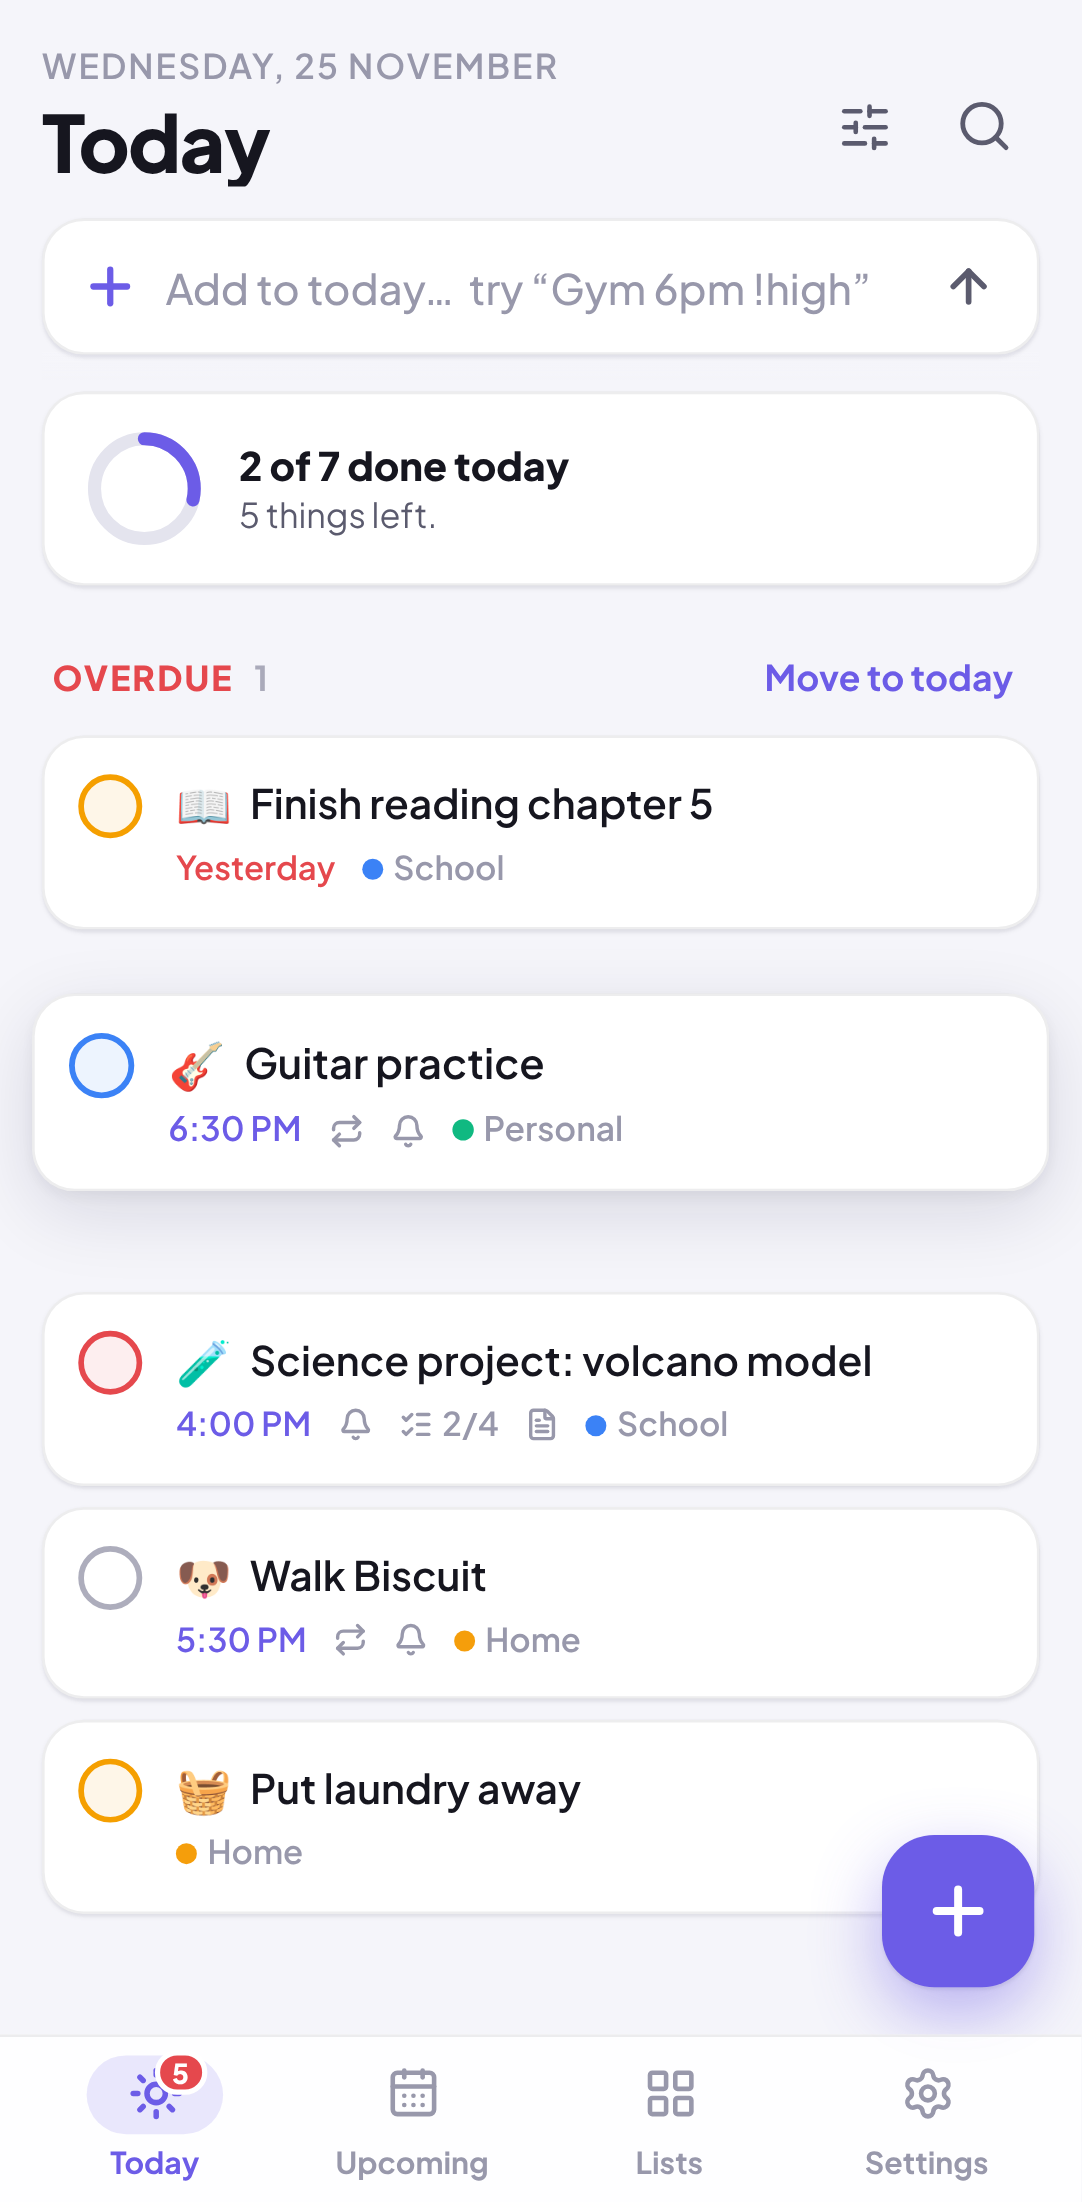 WEDNESDAY, 25 NOVEMBER
Today
Add to today... try “Gym 6pm !high”
2 of 7 done today
5 things left.
OVERDUE 1 Move to today
Finish reading chapter 5
Yesterday School
Guitar practice
6:30 PM Personal
Science project: volcano model
4:00 PM 2/4 School
Walk Biscuit
5:30 PM Home
Put laundry away
Home
5
Today Upcoming Lists Settings